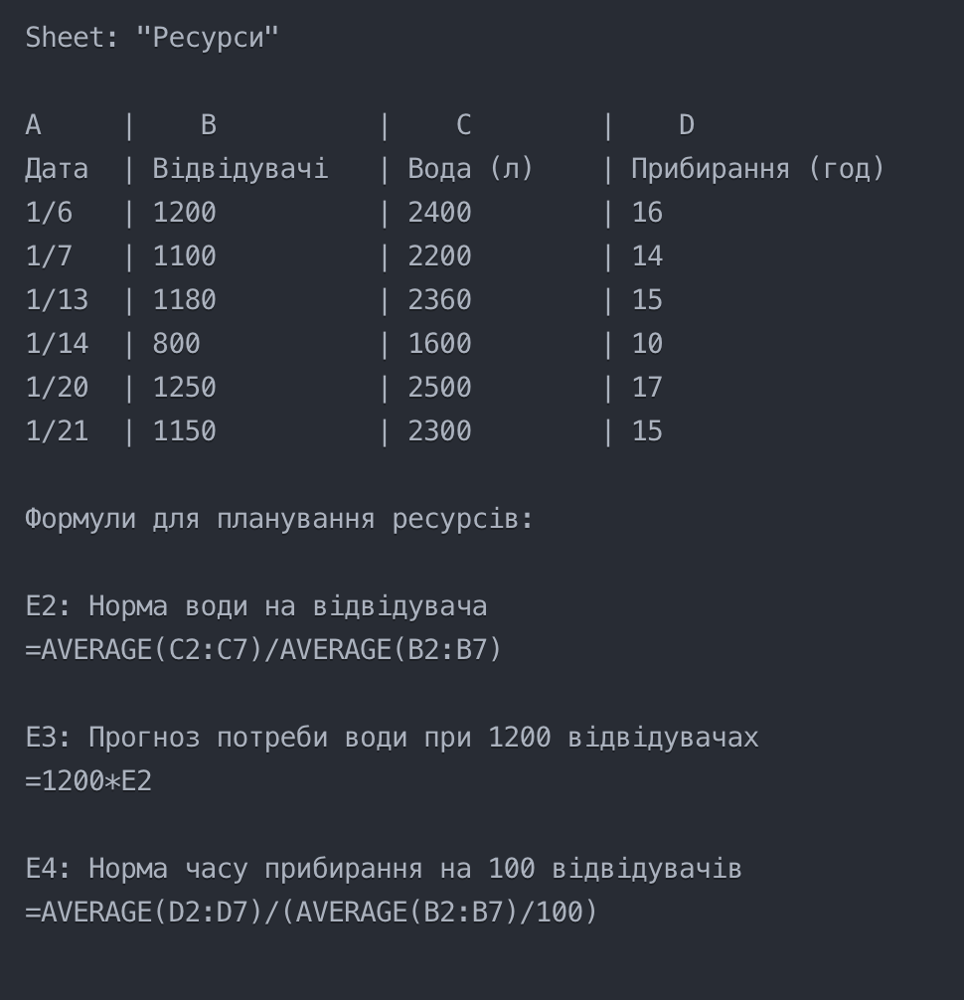 Sheet: "Ресурси"
A | B | C | D
Дата | Відвідувачі | Вода (л) | Прибирання (год)
1/6 | 1200 | 2400 | 16
1/7 | 1100 | 2200 | 14
1/13 | 1180 | 2360 | 15
1/14 | 800 | 1600 | 10
1/20 | 1250 | 2500 | 17
1/21 | 1150 | 2300 | 15
Формули для планування ресурсів:
E2: Норма води на відвідувача
=AVERAGE(C2:C7)/AVERAGE(B2:B7)
E3: Прогноз потреби води при 1200 відвідувачах
=1200*E2
E4: Норма часу прибирання на 100 відвідувачів
=AVERAGE(D2:D7)/(AVERAGE(B2:B7)/100)